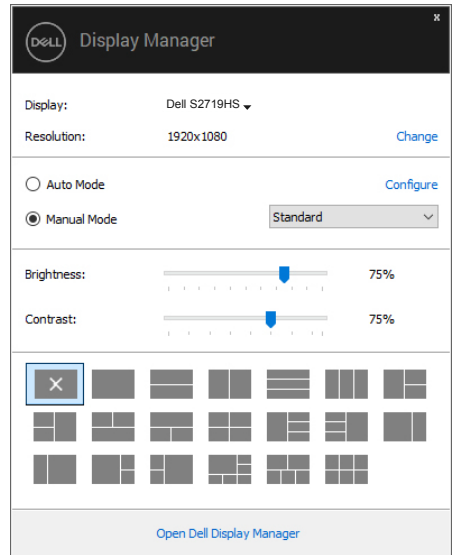 x
DELL Display Manager
Display: Dell S2719HS
Resolution: 1920x1080 Change
Auto Mode Configure
Manual Mode Standard
Brightness: 75%
Contrast: 75%
Open Dell Display Manager